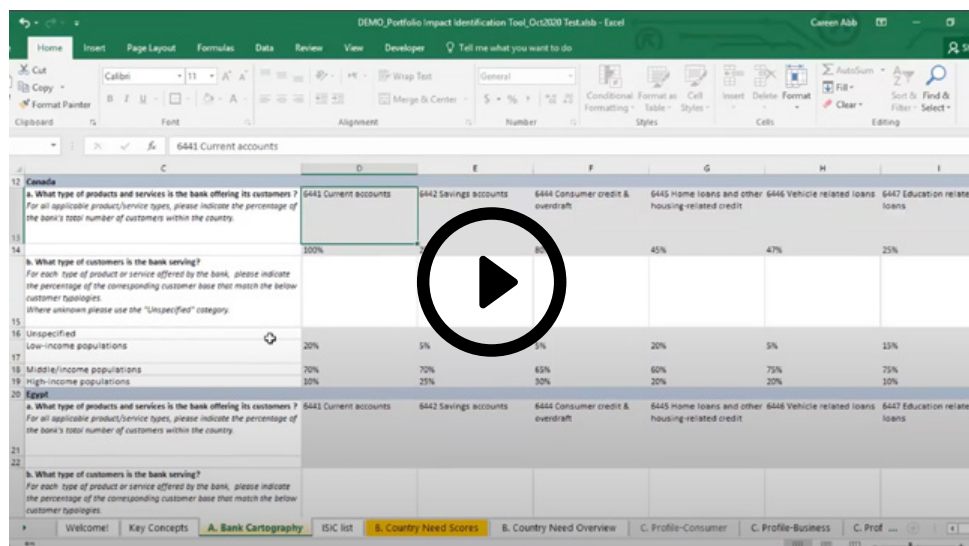 DEMO_Portfolio Impact Identification Tool_Oct2020 Test.xlsb - Excel
Careen Abb
Home Insert Page Layout Formulas Data Review View Developer Tell me what you want to do
Cut
Copy
Format Painter
Calibri 11
B I U
Wrap Text
Merge & Center
General
$ %
Conditional Formatting
Format as Table
Cell Styles
Insert Delete Format
AutoSum
Fill
Clear
Sort & Filter
Find & Select
Clipboard Font Alignment Number Styles Cells Editing
fx 6441 Current accounts
C D E F G H I
12 Canada
a. What type of products and services is the bank offering its customers ? 6441 Current accounts 6442 Savings accounts 6444 Consumer credit & 6445 Home loans and other 6446 Vehicle related loans 6447 Education relate
For all applicable product/service types, please indicate the percentage of overdraft housing-related credit loans
the bank's total number of customers within the country.
13
14 100% 45% 47% 25%
b. What type of customers is the bank serving?
For each type of product or service offered by the bank, please indicate
the percentage of the corresponding customer base that match the below
customer typologies.
Where unknown please use the "Unspecified" category.
15
16 Unspecified
Low-income populations 20% 5% 5% 20% 5% 15%
17
18 Middle/income populations 70% 70% 65% 60% 75% 75%
19 High-income populations 10% 25% 30% 20% 20% 10%
20 Egypt
a. What type of products and services is the bank offering its customers ? 6441 Current accounts 6442 Savings accounts 6444 Consumer credit & 6445 Home loans and other 6446 Vehicle related loans 6447 Education relate
For all applicable product/service types, please indicate the percentage of overdraft housing-related credit loans
the bank's total number of customers within the country.
21
22
b. What type of customers is the bank serving?
For each type of product or service offered by the bank, please indicate
the percentage of the corresponding customer base that match the below
customer typologies.
Welcome! Key Concepts A. Bank Cartography ISIC list B. Country Need Scores B. Country Need Overview C. Profile-Consumer C. Profile-Business C. Prof ...